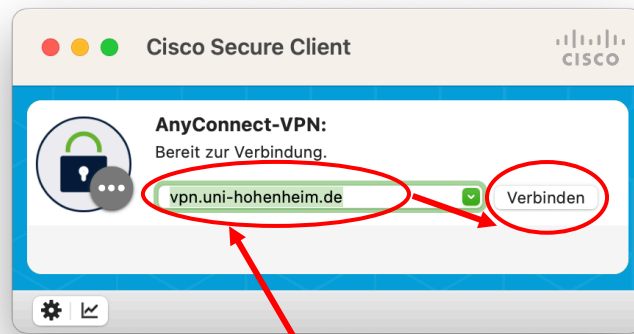 Cisco Secure Client
CISCO
AnyConnect-VPN:
Bereit zur Verbindung.
vpn.uni-hohenheim.de
Verbinden